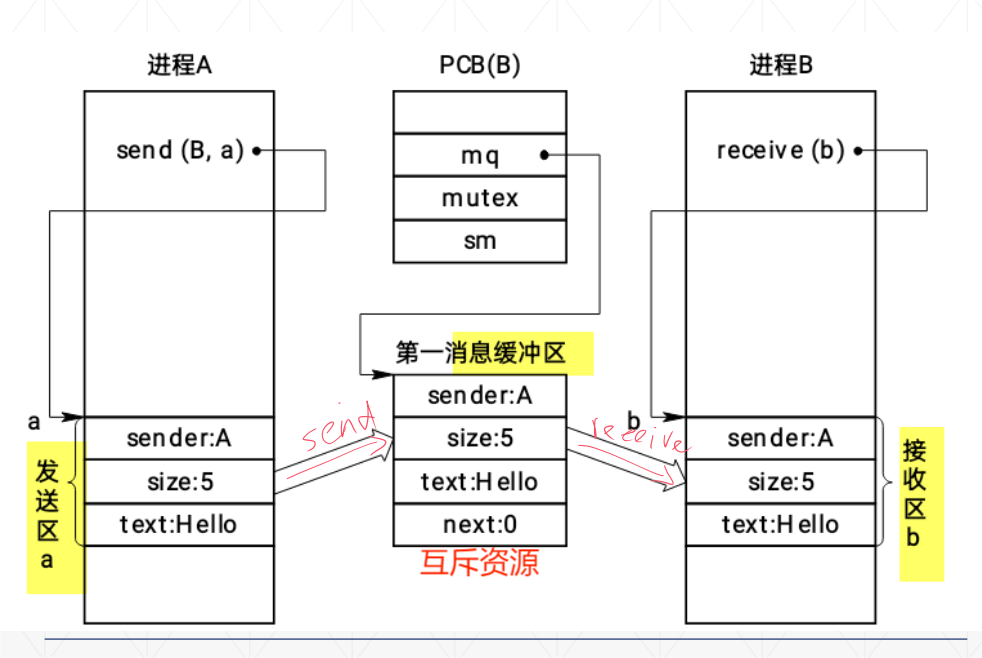 进程A
PCB(B)
进程B
send (B, a)
mq
mutex
sm
receive (b)
第一消息缓冲区
a
sender:A
size:5
text:Hello
发送区a
send
sender:A
size:5
text:Hello
next:0
互斥资源
receive
b
sender:A
size:5
text:Hello
接收区b